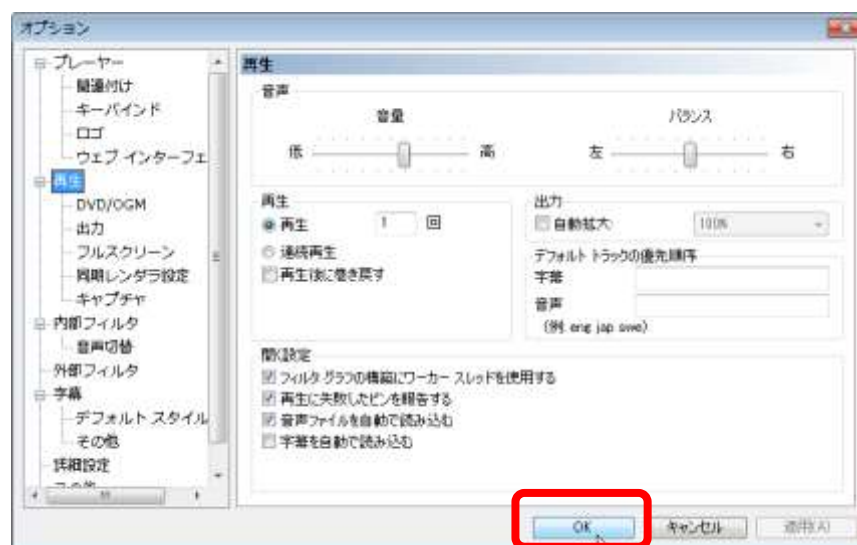 オプション
プレーヤー
関連付け
キーバインド
ロゴ
ウェブ インターフェ
再生
DVD/OGM
出力
フルスクリーン
同期レンダラ設定
キャプチャ
内部フィルタ
音声切替
外部フィルタ
字幕
デフォルト スタイル
その他
詳細設定
再生
音声
音量
バランス
低
高
左
右
再生
再生 1 回
連続再生
再生後に巻き戻す
出力
自動拡大: 100%
デフォルト トラックの優先順序
字幕
音声
(例: eng jap swe)
開く設定
フィルタ グラフの構築にワーカー スレッドを使用する
再生に失敗したピンを報告する
音声ファイルを自動で読み込む
字幕を自動で読み込む
OK
キャンセル
適用(A)